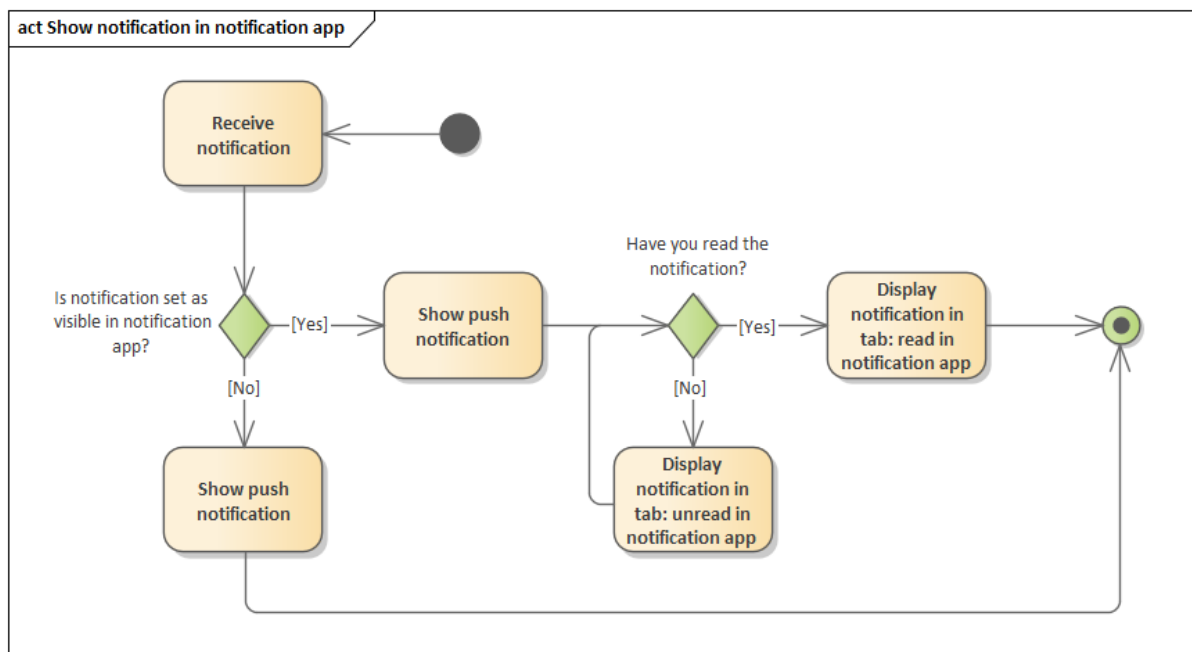 act Show notification in notification app
Receive
notification
Is notification set as
visible in notification
app?
[Yes]
[No]
Show push
notification
Show push
notification
Have you read the
notification?
[Yes]
[No]
Display
notification in
tab: read in
notification app
Display
notification in
tab: unread in
notification app